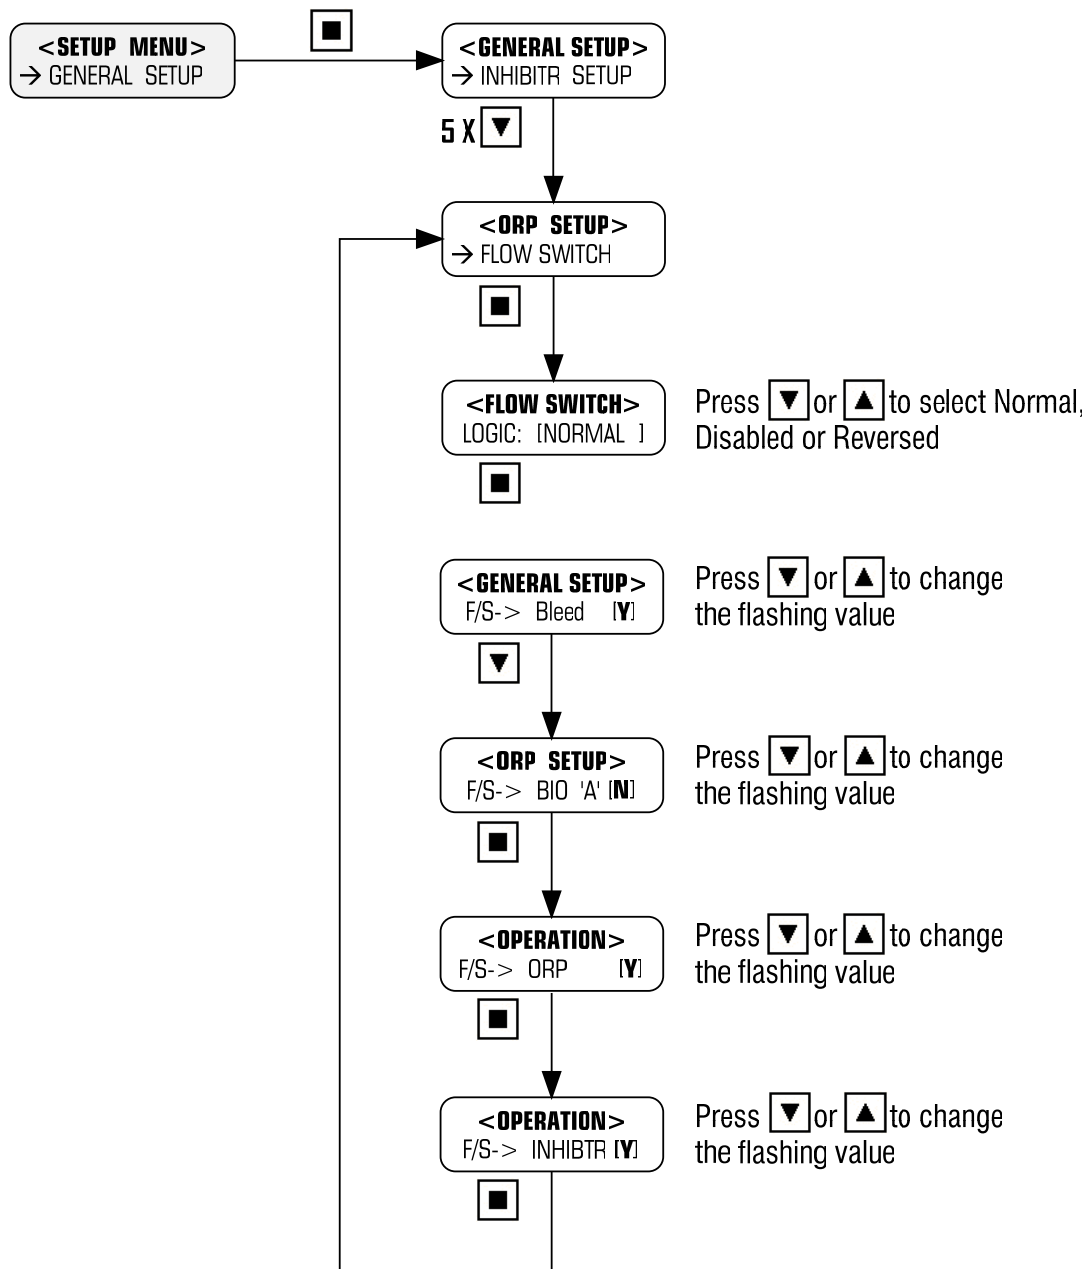 <SETUP MENU>
→ GENERAL SETUP
<GENERAL SETUP>
→ INHIBITR SETUP
5 X ▼
<ORP SETUP>
→ FLOW SWITCH
<FLOW SWITCH>
LOGIC: [NORMAL ]
Press ▼ or ▲ to select Normal,
Disabled or Reversed
<GENERAL SETUP>
F/S-> Bleed [Y]
Press ▼ or ▲ to change
the flashing value
<ORP SETUP>
F/S-> BIO 'A' [N]
Press ▼ or ▲ to change
the flashing value
<OPERATION>
F/S-> ORP [Y]
Press ▼ or ▲ to change
the flashing value
<OPERATION>
F/S-> INHIBTR [Y]
Press ▼ or ▲ to change
the flashing value